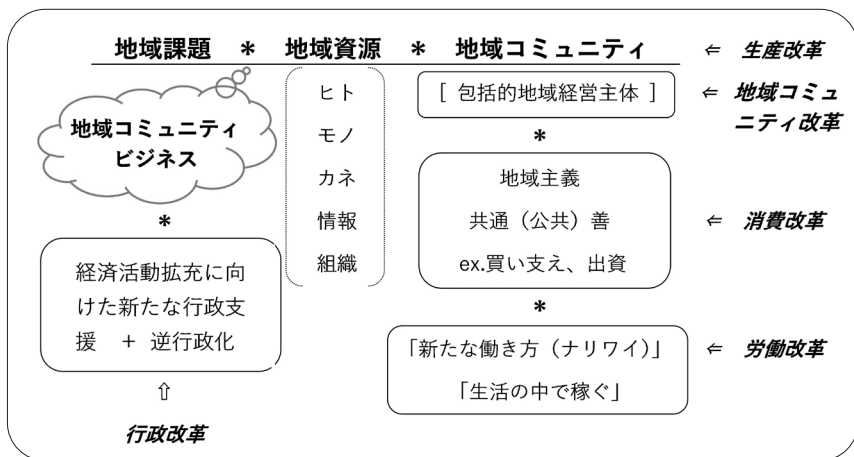 地域課題 * 地域資源 * 地域コミュニティ ⇐ 生産改革
地域コミュニティ
ビジネス
*
経済活動拡充に向
けた新たな行政支
援 + 逆行政化
⇧
行政改革
ヒト
モノ
カネ
情報
組織
[ 包括的地域経営主体 ]
⇐ 地域コミュ
ニティ改革
*
地域主義
共通（公共）善
ex.買い支え、出資
⇐ 消費改革
*
「新たな働き方（ナリワイ）」
「生活の中で稼ぐ」
⇐ 労働改革